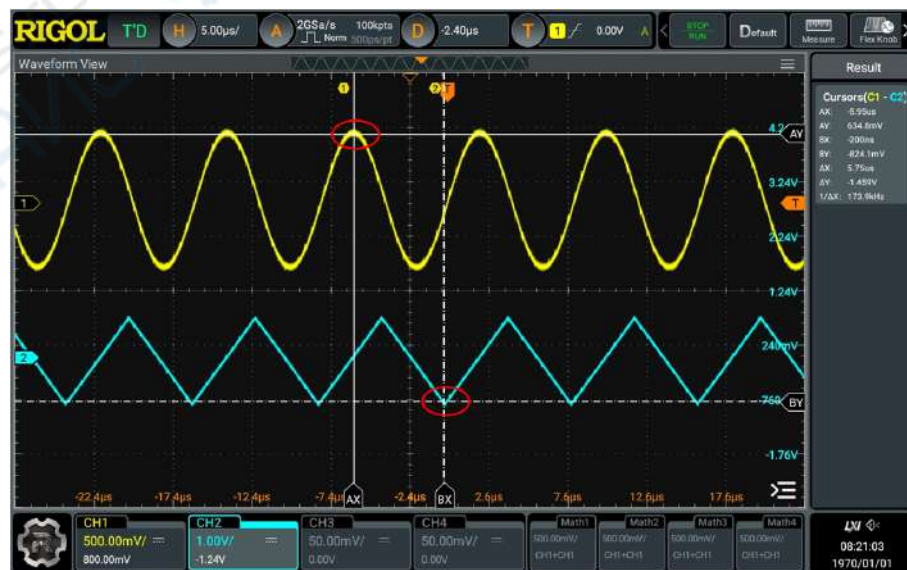 RIGOL T'D H 5.00μs/ A 2GSa/s 100kpts Norm 500ps/pt D -2.40μs T 1 0.00V A STOP RUN Default Measure Flex Knob
Waveform View
Result
1 2 T
Cursors(C1 - C2)
AX: -5.95us
AY: 634.8mV
BX: -200ns
BY: -824.1mV
ΔX: 5.75us
ΔY: -1.459V
1/ΔX: 173.9kHz
AY
3.24V
1 T
2.24V
1.24V
2 240mV
BY
-1.76V
-22.4μs -17.4μs -12.4μs AX -2.4μs BX 2.6μs 7.6μs 12.6μs 17.6μs
CH1 CH2 CH3 CH4 Math1 Math2 Math3 Math4
500.00mV/ 1.00V/ 50.00mV/ 50.00mV/ 500.00mV/ 500.00mV/ 500.00mV/ 500.00mV/
800.00mV -1.24V 0.00V 0.00V CH1+CH1 CH1+CH1 CH1+CH1 CH1+CH1
LXI
08:21:03
1970/01/01